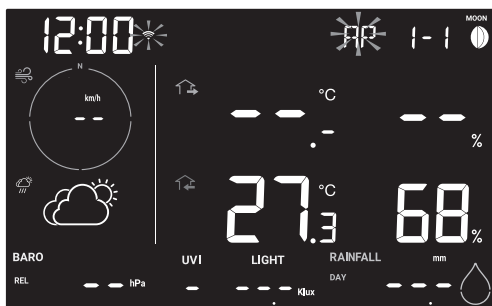 12:00 AP 1-1 MOON
N
km/h
--
°C
--.-
--
%
27.3 °C
68 %
BARO UVI LIGHT RAINFALL mm
REL -- hPa - ---.  Klux DAY ---.